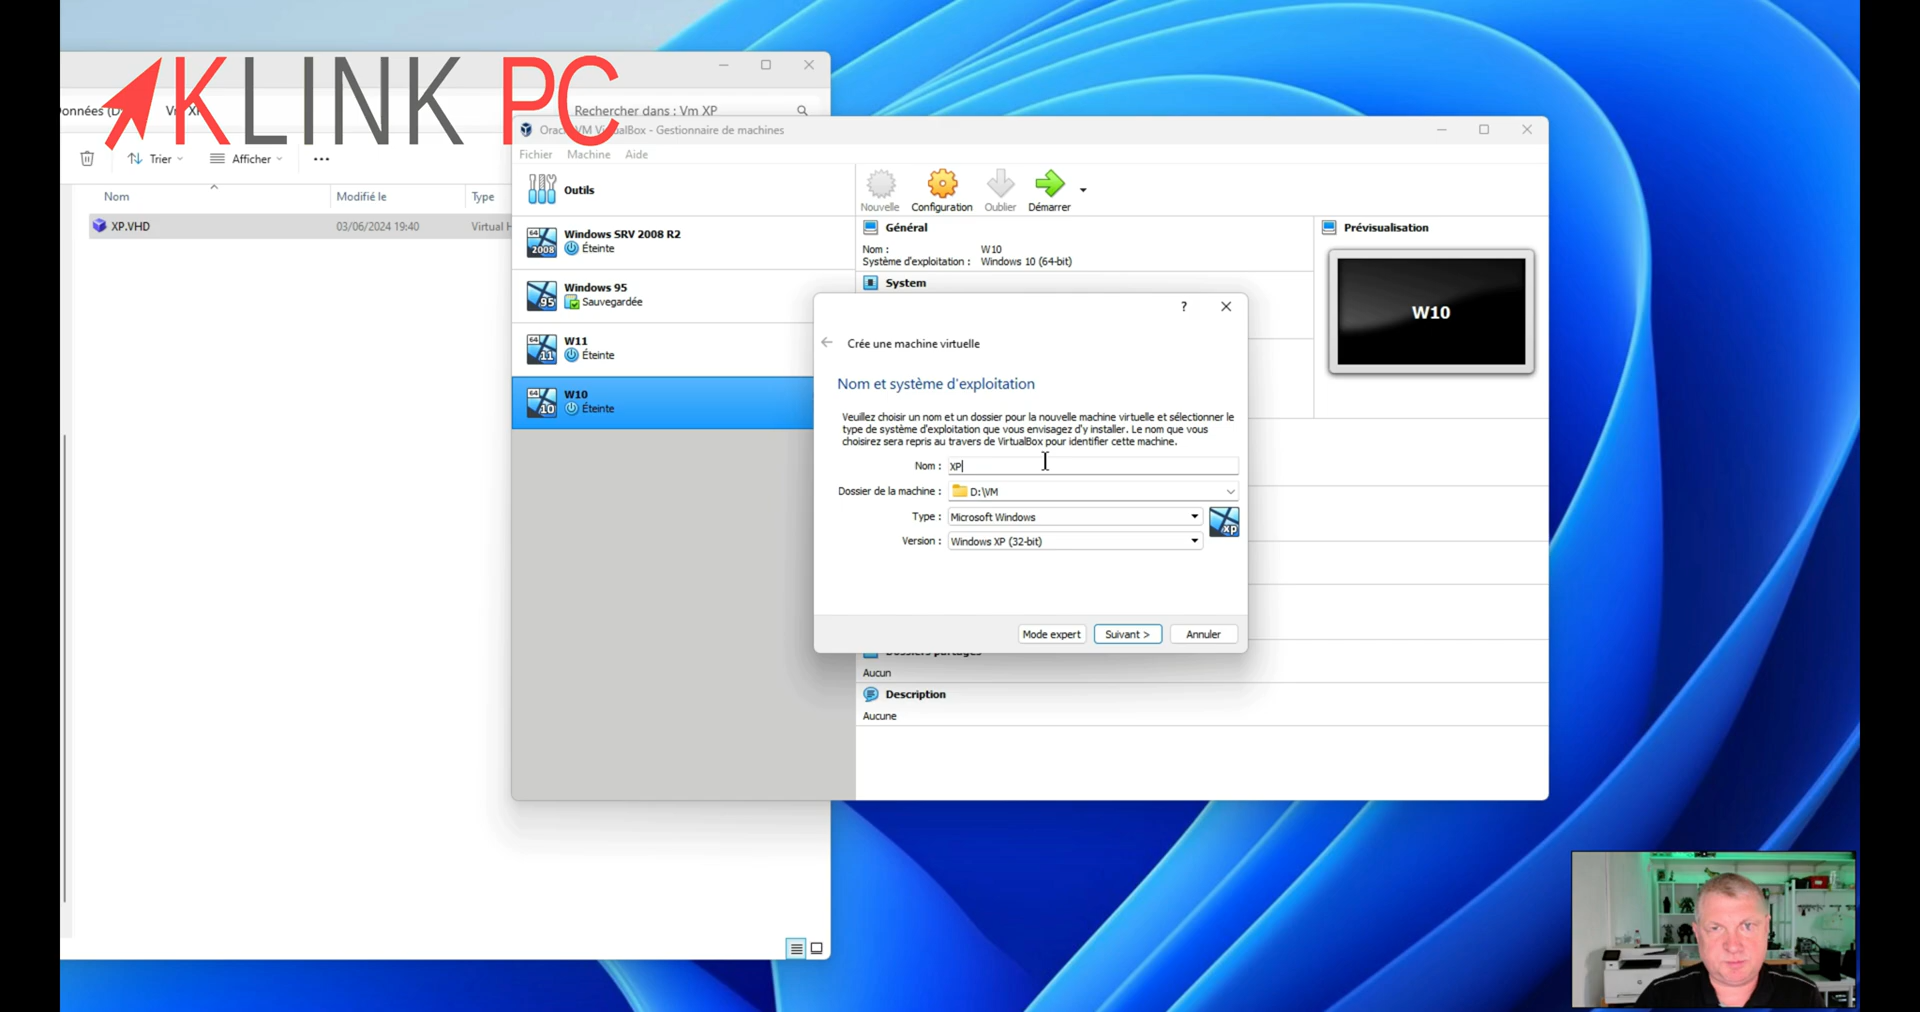 KLINK PC
Vm XP
Rechercher dans : Vm XP
Trier
Afficher
Nom
Modifié le
Type
XP.VHD
03/06/2024 19:40
Virtual
Gestionnaire de machines
Fichier
Machine
Aide
Outils
Windows SRV 2008 R2
Éteinte
Windows 95
Sauvegardée
W11
Éteinte
W10
Éteinte
Nouvelle
Configuration
Oublier
Démarrer
Général
Nom :
W10
Système d'exploitation :
Windows 10 (64-bit)
System
Prévisualisation
W10
Crée une machine virtuelle
Nom et système d'exploitation
Veuillez choisir un nom et un dossier pour la nouvelle machine virtuelle et sélectionner le
type de système d'exploitation que vous envisagez d'y installer. Le nom que vous
choisirez sera repris au travers de VirtualBox pour identifier cette machine.
Nom :
XP
Dossier de la machine :
D:\VM
Type :
Microsoft Windows
Version :
Windows XP (32-bit)
xp
Mode expert
Suivant >
Annuler
Aucun
Description
Aucune